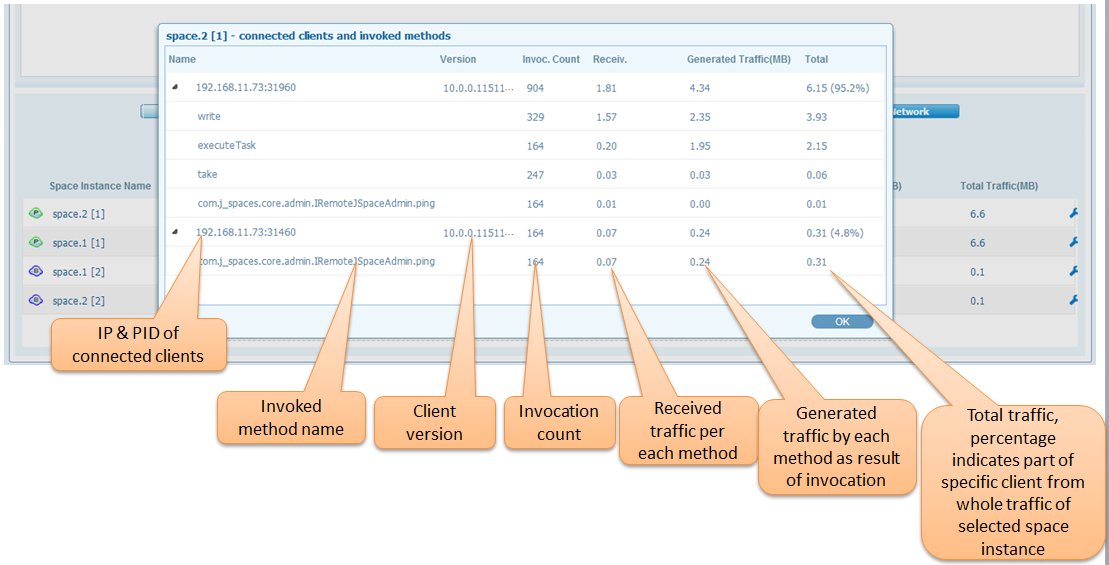 space.2 [1] - connected clients and invoked methods
Name Version Invoc. Count Receiv. Generated Traffic(MB) Total
192.168.11.73:31960 10.0.0.11511... 904 1.81 4.34 6.15 (95.2%)
write 329 1.57 2.35 3.93
executeTask 164 0.20 1.95 2.15
take 247 0.03 0.03 0.06
com.j_spaces.core.admin.IRemoteJSpaceAdmin.ping 164 0.01 0.00 0.01
192.168.11.73:31460 10.0.0.11511... 164 0.07 0.24 0.31 (4.8%)
com.j_spaces.core.admin.IRemoteJSpaceAdmin.ping 164 0.07 0.24 0.31
OK
Network
Space Instance Name Total Traffic(MB)
P space.2 [1] 6.6
P space.1 [1] 6.6
B space.1 [2] 0.1
B space.2 [2] 0.1
IP & PID of
connected clients
Invoked
method name
Client
version
Invocation
count
Received
traffic per
each method
Generated
traffic by each
method as result
of invocation
Total traffic,
percentage
indicates part of
specific client from
whole traffic of
selected space
instance